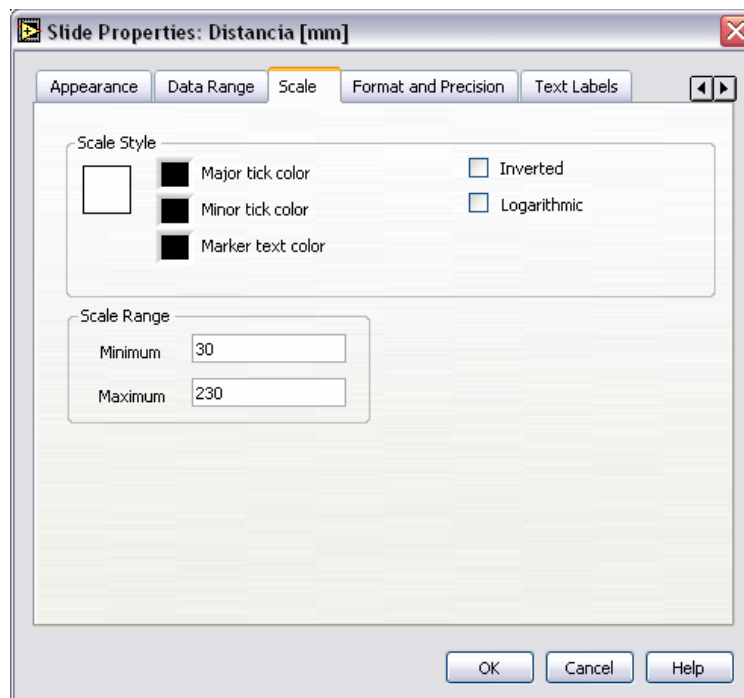 Slide Properties: Distancia [mm]
Appearance Data Range Scale Format and Precision Text Labels
Scale Style
Major tick color
Inverted
Minor tick color
Logarithmic
Marker text color
Scale Range
Minimum 30
Maximum 230
OK Cancel Help